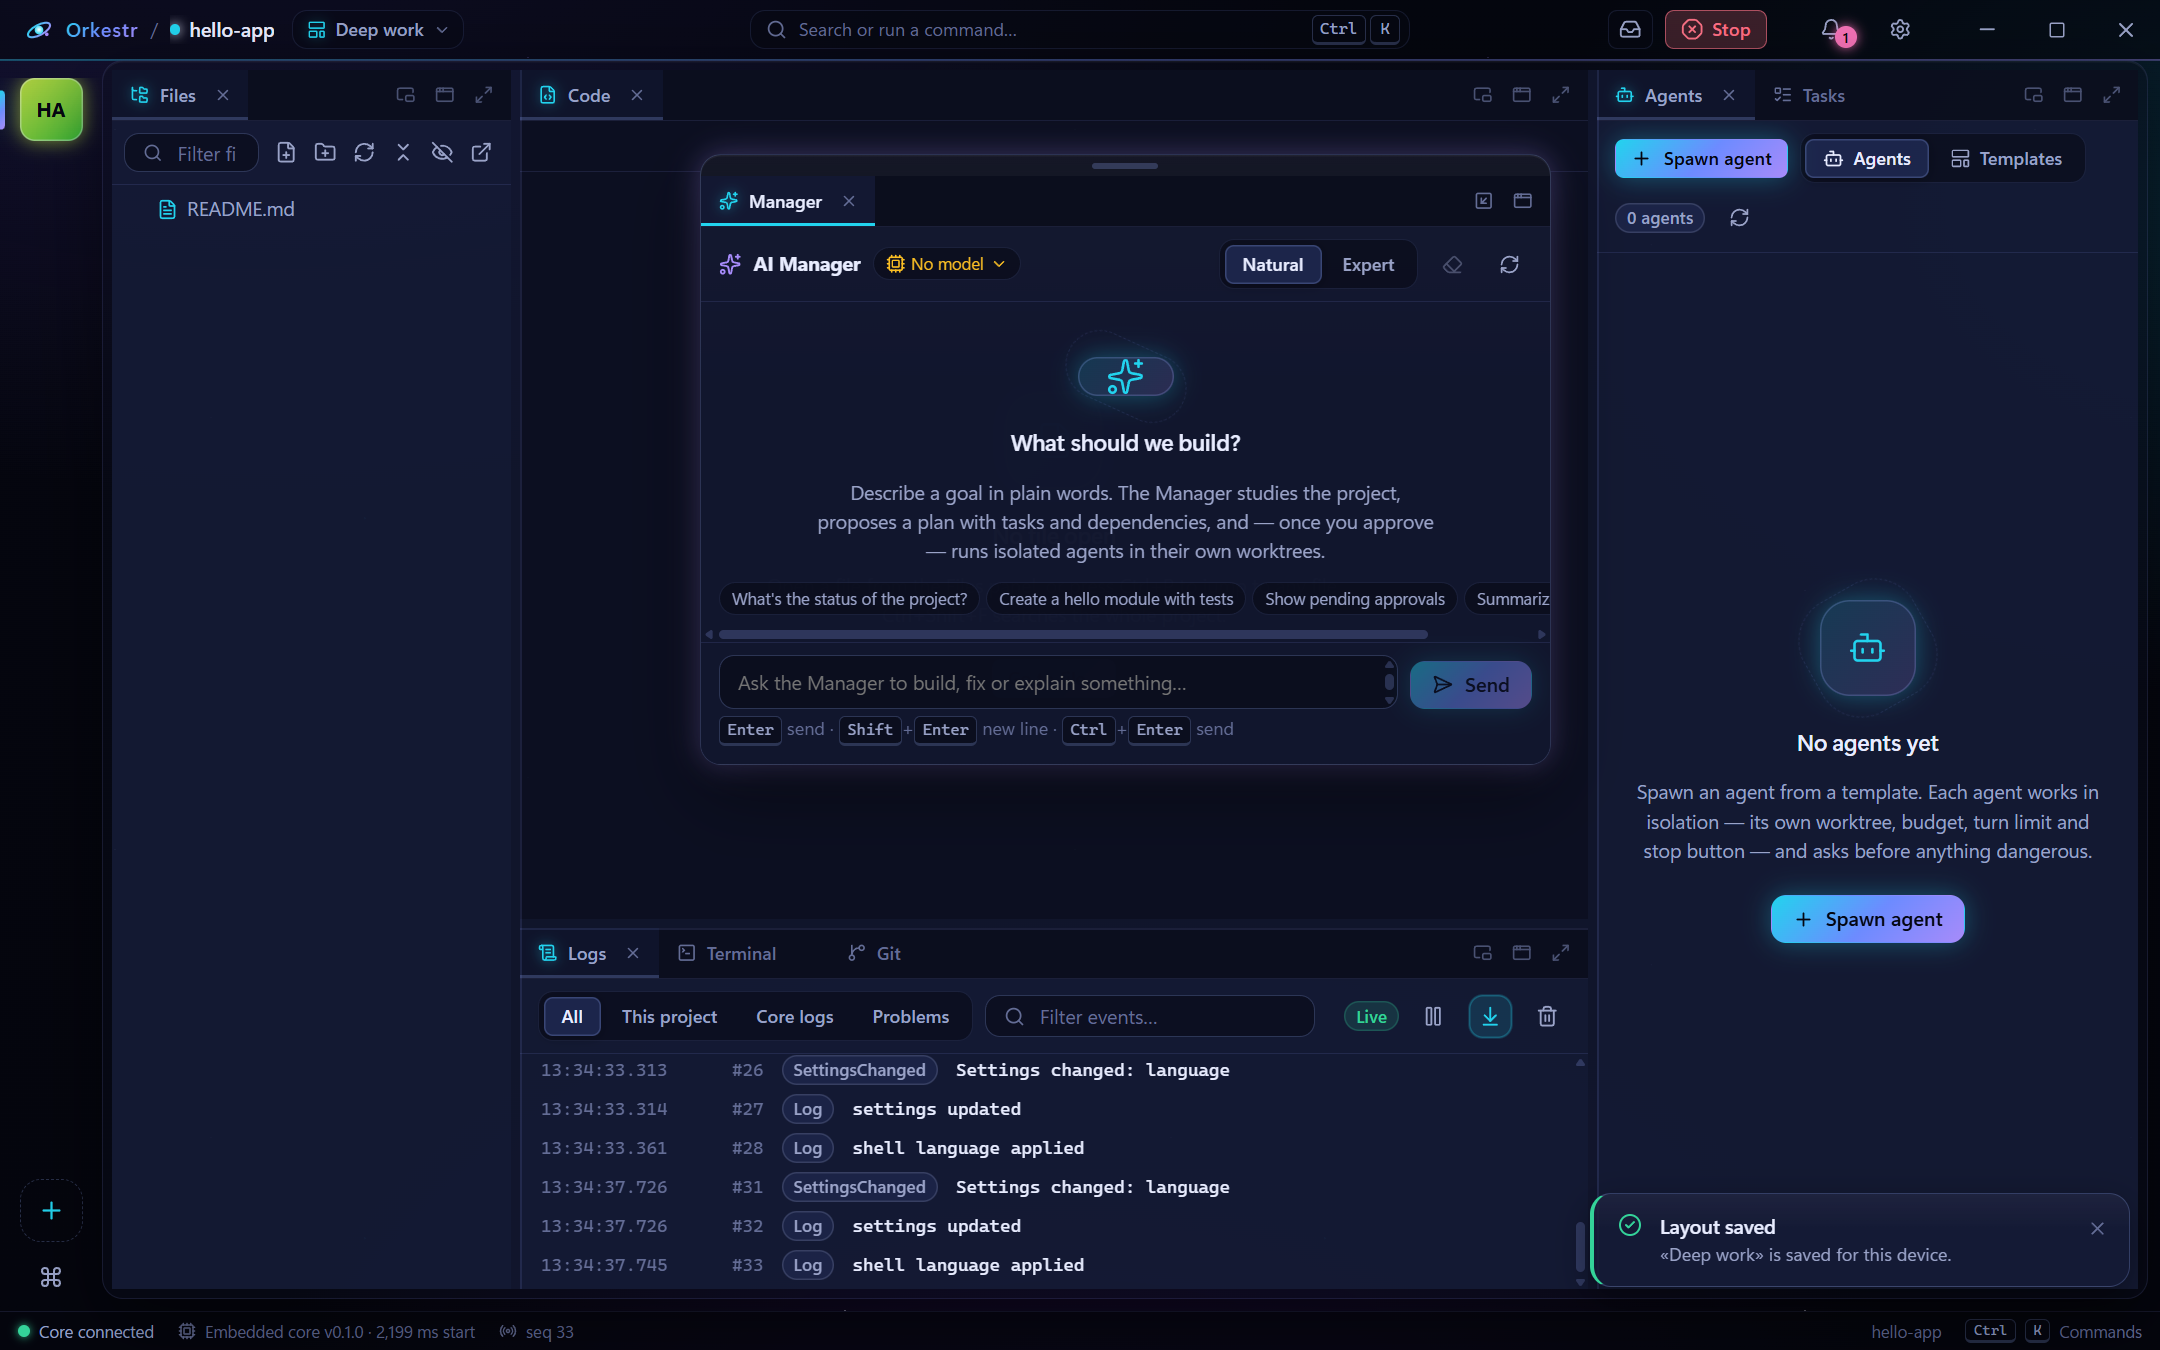 Orkestr / hello-app
Deep work
Search or run a command...
Ctrl K
Stop
1
HA
Files
Filter fi
README.md
Code
Manager
AI Manager
No model
Natural
Expert
What should we build?
Describe a goal in plain words. The Manager studies the project,
proposes a plan with tasks and dependencies, and — once you approve
— runs isolated agents in their own worktrees.
What's the status of the project?
Create a hello module with tests
Show pending approvals
Summariz
Ask the Manager to build, fix or explain something...
Send
Enter send · Shift + Enter new line · Ctrl + Enter send
Logs
Terminal
Git
All
This project
Core logs
Problems
Filter events...
Live
13:34:33.313 #26 SettingsChanged Settings changed: language
13:34:33.314 #27 Log settings updated
13:34:33.361 #28 Log shell language applied
13:34:37.726 #31 SettingsChanged Settings changed: language
13:34:37.726 #32 Log settings updated
13:34:37.745 #33 Log shell language applied
Agents
Tasks
Spawn agent
Agents
Templates
0 agents
No agents yet
Spawn an agent from a template. Each agent works in
isolation — its own worktree, budget, turn limit and
stop button — and asks before anything dangerous.
Spawn agent
Layout saved
«Deep work» is saved for this device.
Core connected
Embedded core v0.1.0 · 2,199 ms start
seq 33
hello-app
Ctrl K Commands